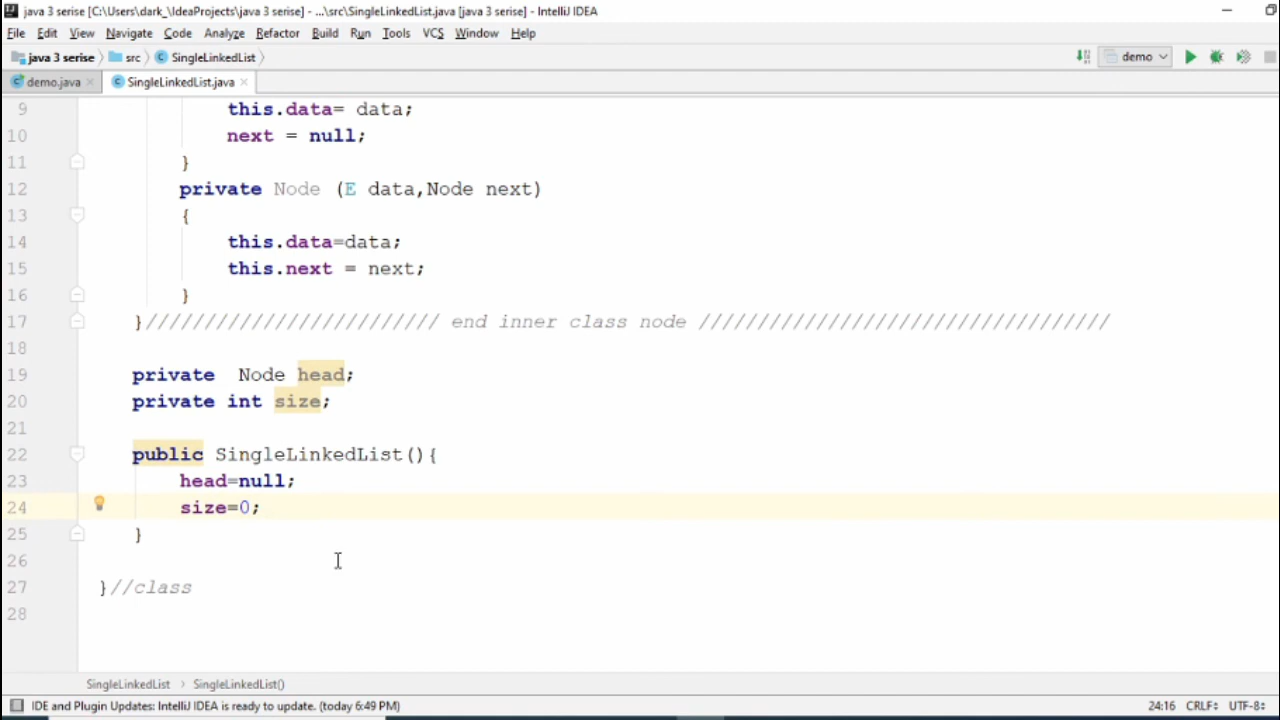 java 3 serise [C:\Users\dark_\IdeaProjects\java 3 serise] - ...\src\SingleLinkedList.java [java 3 serise] - IntelliJ IDEA
File Edit View Navigate Code Analyze Refactor Build Run Tools VCS Window Help
java 3 serise src SingleLinkedList demo
demo.java SingleLinkedList.java
9 this.data= data;
10 next = null;
11 }
12 private Node (E data,Node next)
13 {
14 this.data=data;
15 this.next = next;
16 }
17 }///////////////////////// end inner class node ///////////////////////////////////
18
19 private  Node head;
20 private int size;
21
22 public SingleLinkedList(){
23 head=null;
24 size=0;
25 }
26
27 }//class
28
SingleLinkedList › SingleLinkedList()
IDE and Plugin Updates: IntelliJ IDEA is ready to update. (today 6:49 PM) 24:16 CRLF UTF-8